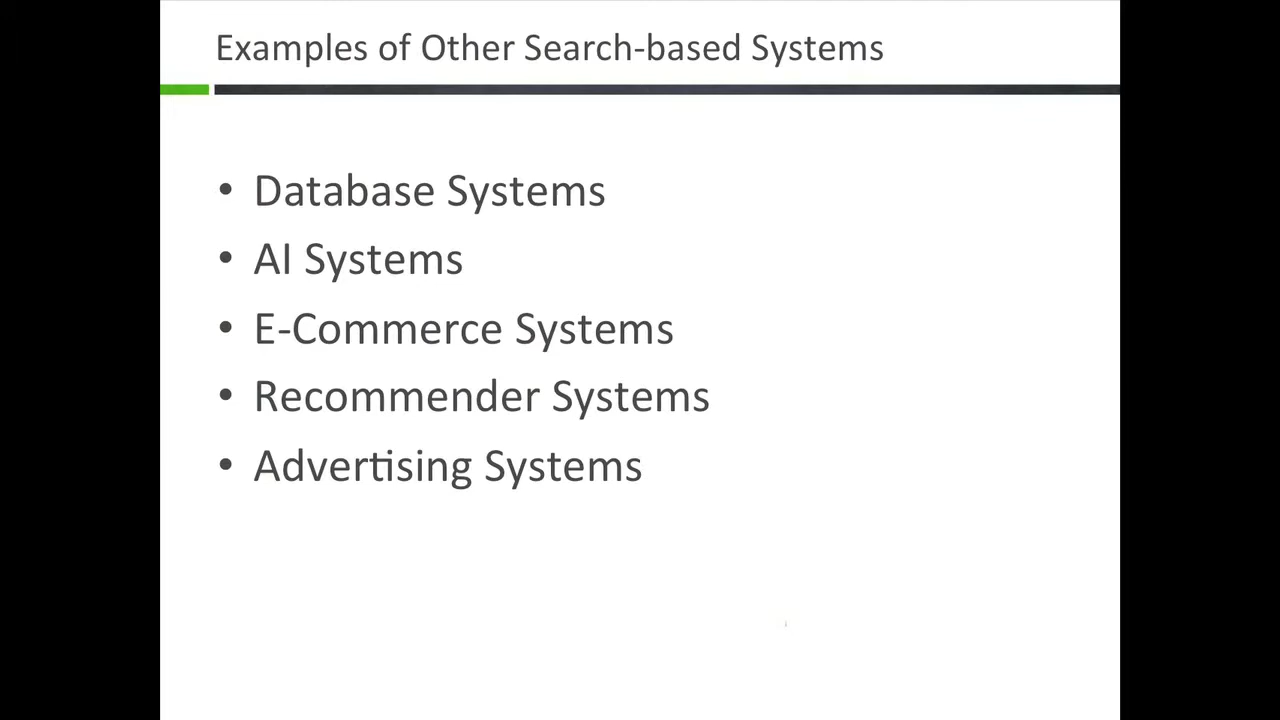 Examples of Other Search-based Systems
• Database Systems
• AI Systems
• E-Commerce Systems
• Recommender Systems
• Advertising Systems